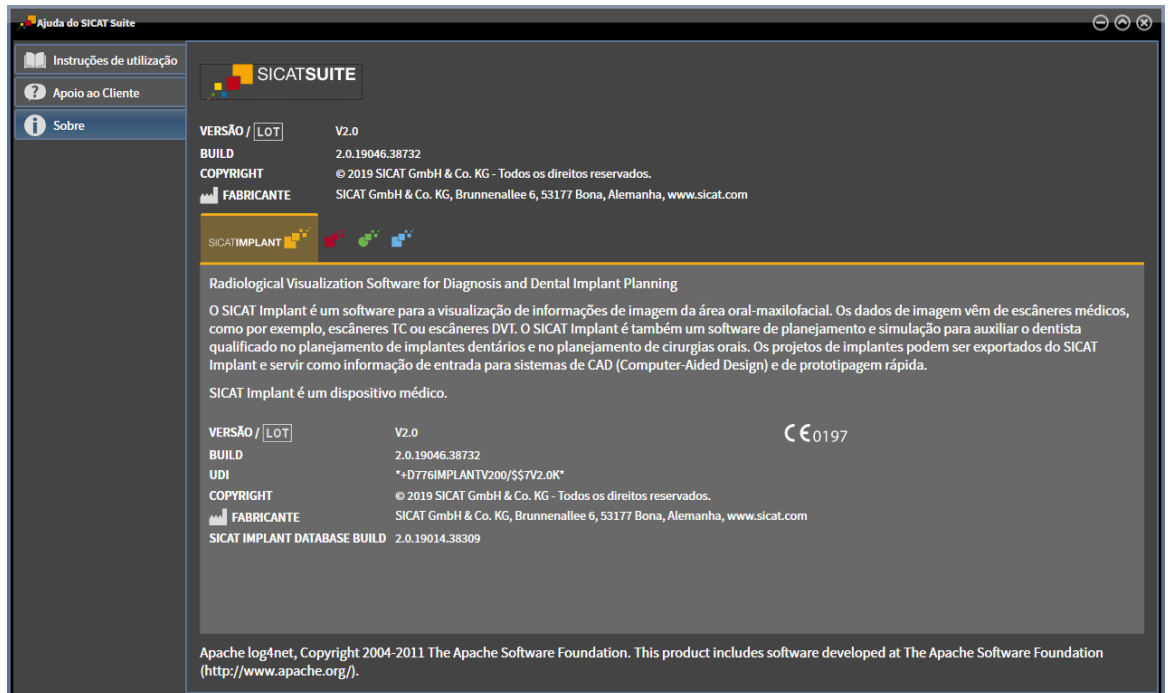 Ajuda do SICAT Suite
Instruções de utilização
Apoio ao Cliente
Sobre
SICATSUITE
VERSÃO / LOT V2.0
BUILD 2.0.19046.38732
COPYRIGHT © 2019 SICAT GmbH & Co. KG - Todos os direitos reservados.
FABRICANTE SICAT GmbH & Co. KG, Brunnenallee 6, 53177 Bona, Alemanha, www.sicat.com
SICATIMPLANT
Radiological Visualization Software for Diagnosis and Dental Implant Planning
O SICAT Implant é um software para a visualização de informações de imagem da área oral-maxilofacial. Os dados de imagem vêm de escâneres médicos,
como por exemplo, escâneres TC ou escâneres DVT. O SICAT Implant é também um software de planejamento e simulação para auxiliar o dentista
qualificado no planejamento de implantes dentários e no planejamento de cirurgias orais. Os projetos de implantes podem ser exportados do SICAT
Implant e servir como informação de entrada para sistemas de CAD (Computer-Aided Design) e de prototipagem rápida.
SICAT Implant é um dispositivo médico.
VERSÃO / LOT V2.0 CE0197
BUILD 2.0.19046.38732
UDI *+D776IMPLANTV200/$$7V2.0K*
COPYRIGHT © 2019 SICAT GmbH & Co. KG - Todos os direitos reservados.
FABRICANTE SICAT GmbH & Co. KG, Brunnenallee 6, 53177 Bona, Alemanha, www.sicat.com
SICAT IMPLANT DATABASE BUILD 2.0.19014.38309
Apache log4net, Copyright 2004-2011 The Apache Software Foundation. This product includes software developed at The Apache Software Foundation
(http://www.apache.org/).